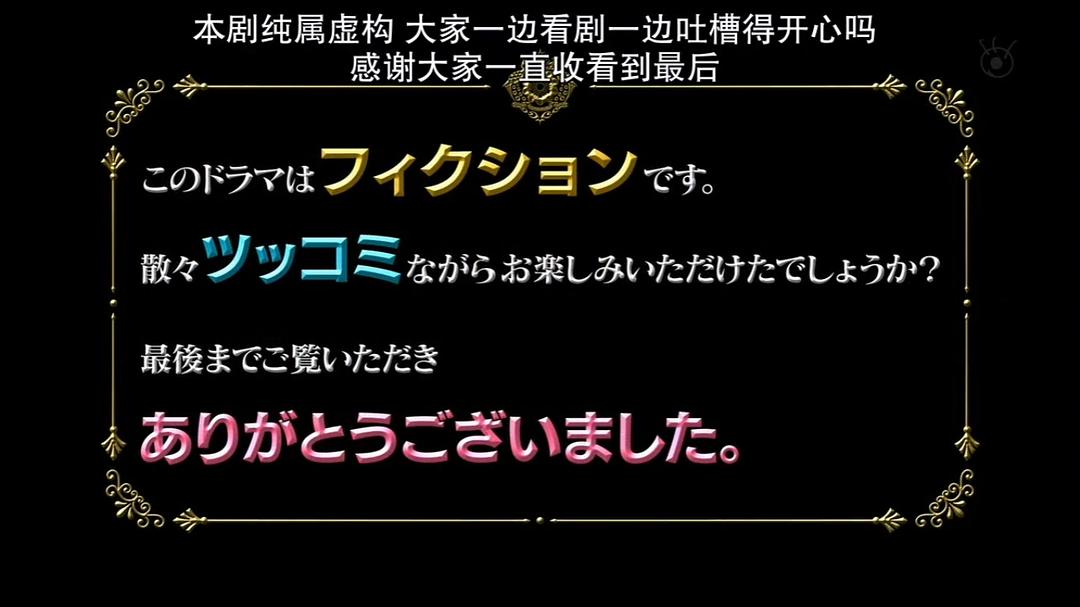 本剧纯属虚构 大家一边看剧一边吐槽得开心吗
感谢大家一直收看到最后
このドラマはフィクションです。
散々ツッコミながらお楽しみいただけたでしょうか?
最後までご覧いただき
ありがとうございました。